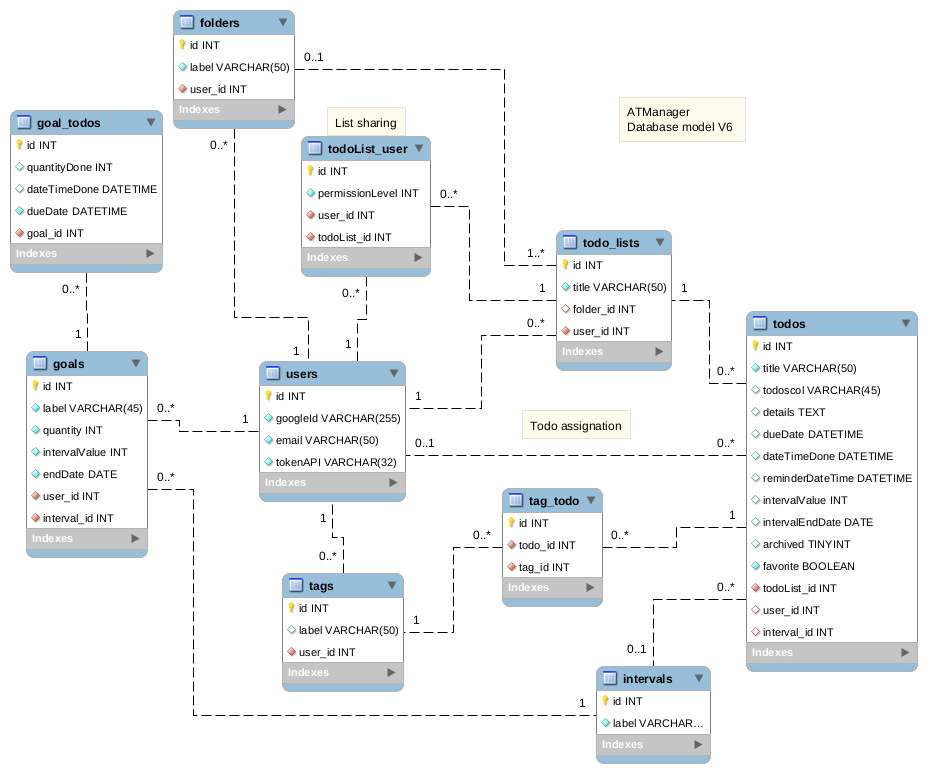 folders
id INT
label VARCHAR(50)
user_id INT
Indexes
0..1
0..*
ATManager
Database model V6
List sharing
goal_todos
id INT
quantityDone INT
dateTimeDone DATETIME
dueDate DATETIME
goal_id INT
Indexes
0..*
1
todoList_user
id INT
permissionLevel INT
user_id INT
todoList_id INT
Indexes
0..*
1
0..*
1
1
todo_lists
id INT
title VARCHAR(50)
folder_id INT
user_id INT
Indexes
1..*
0..*
1
1
0..*
todos
id INT
title VARCHAR(50)
todoscol VARCHAR(45)
details TEXT
dueDate DATETIME
dateTimeDone DATETIME
reminderDateTime DATETIME
intervalValue INT
intervalEndDate DATE
archived TINYINT
favorite BOOLEAN
todoList_id INT
user_id INT
interval_id INT
Indexes
goals
id INT
label VARCHAR(45)
quantity INT
intervalValue INT
endDate DATE
user_id INT
interval_id INT
Indexes
0..*
1
0..*
users
id INT
googleId VARCHAR(255)
email VARCHAR(50)
tokenAPI VARCHAR(32)
Indexes
Todo assignation
0..1
0..*
1
0..*
tag_todo
id INT
todo_id INT
tag_id INT
Indexes
0..*
0..*
1
tags
id INT
label VARCHAR(50)
user_id INT
Indexes
1
0..*
0..1
1
intervals
id INT
label VARCHAR...
Indexes